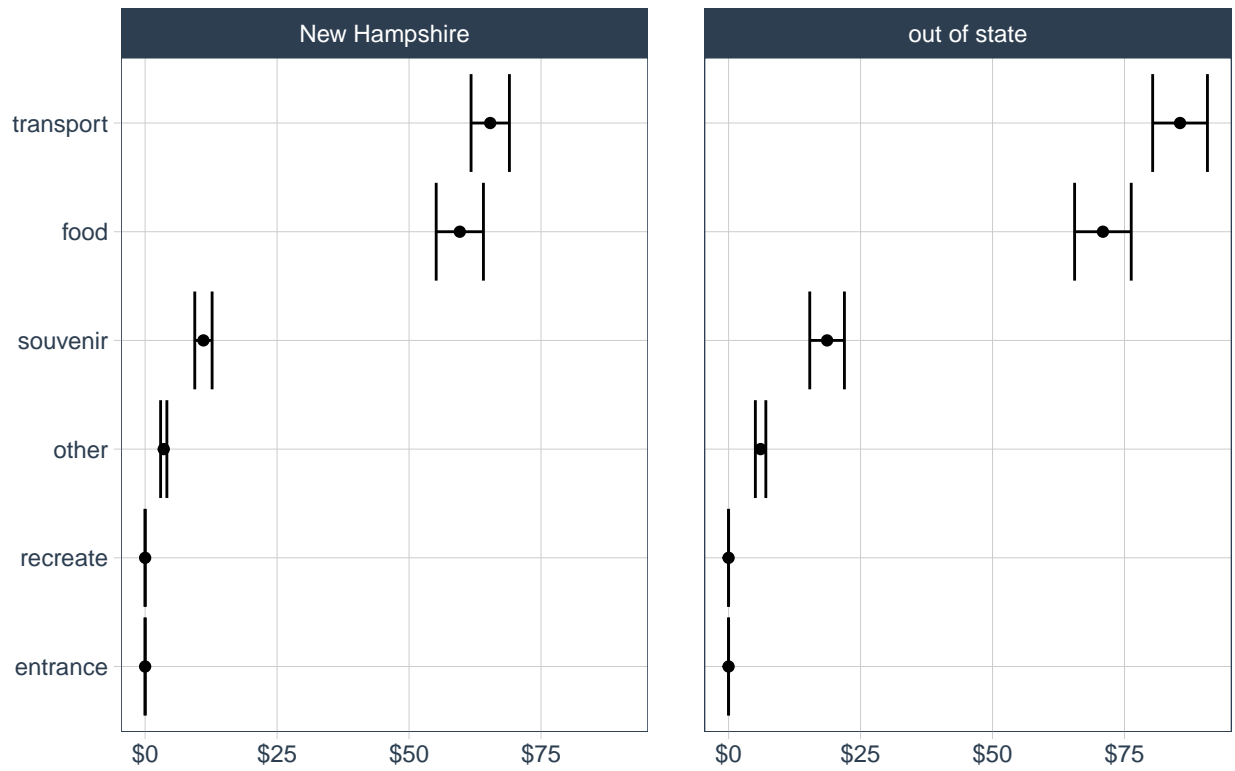 New Hampshire
out of state
transport
food
souvenir
other
recreate
entrance
$0 $25 $50 $75
$0 $25 $50 $75